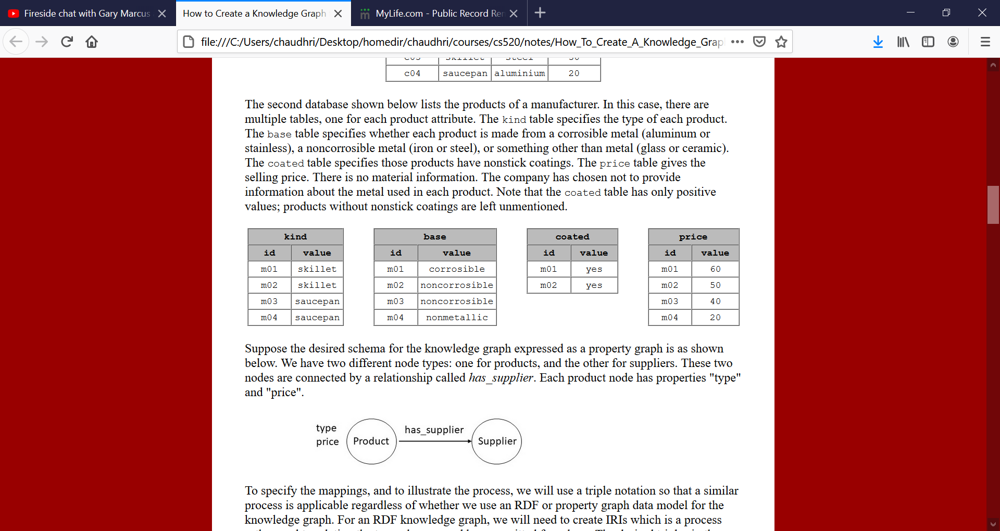 Fireside chat with Gary Marcus
How to Create a Knowledge Graph
MyLife.com - Public Record Ren
file:///C:/Users/chaudhri/Desktop/homedir/chaudhri/courses/cs520/notes/How_To_Create_A_Knowledge_Grap
c03 skillet steel 30
c04 saucepan aluminium 20
The second database shown below lists the products of a manufacturer. In this case, there are
multiple tables, one for each product attribute. The kind table specifies the type of each product.
The base table specifies whether each product is made from a corrosible metal (aluminum or
stainless), a noncorrosible metal (iron or steel), or something other than metal (glass or ceramic).
The coated table specifies those products have nonstick coatings. The price table gives the
selling price. There is no material information. The company has chosen not to provide
information about the metal used in each product. Note that the coated table has only positive
values; products without nonstick coatings are left unmentioned.
kind
id value
m01 skillet
m02 skillet
m03 saucepan
m04 saucepan
base
id value
m01 corrosible
m02 noncorrosible
m03 noncorrosible
m04 nonmetallic
coated
id value
m01 yes
m02 yes
price
id value
m01 60
m02 50
m03 40
m04 20
Suppose the desired schema for the knowledge graph expressed as a property graph is as shown
below. We have two different node types: one for products, and the other for suppliers. These two
nodes are connected by a relationship called has_supplier. Each product node has properties "type"
and "price".
type
price
Product
has_supplier
Supplier
To specify the mappings, and to illustrate the process, we will use a triple notation so that a similar
process is applicable regardless of whether we use an RDF or property graph data model for the
knowledge graph. For an RDF knowledge graph, we will need to create IRIs which is a process